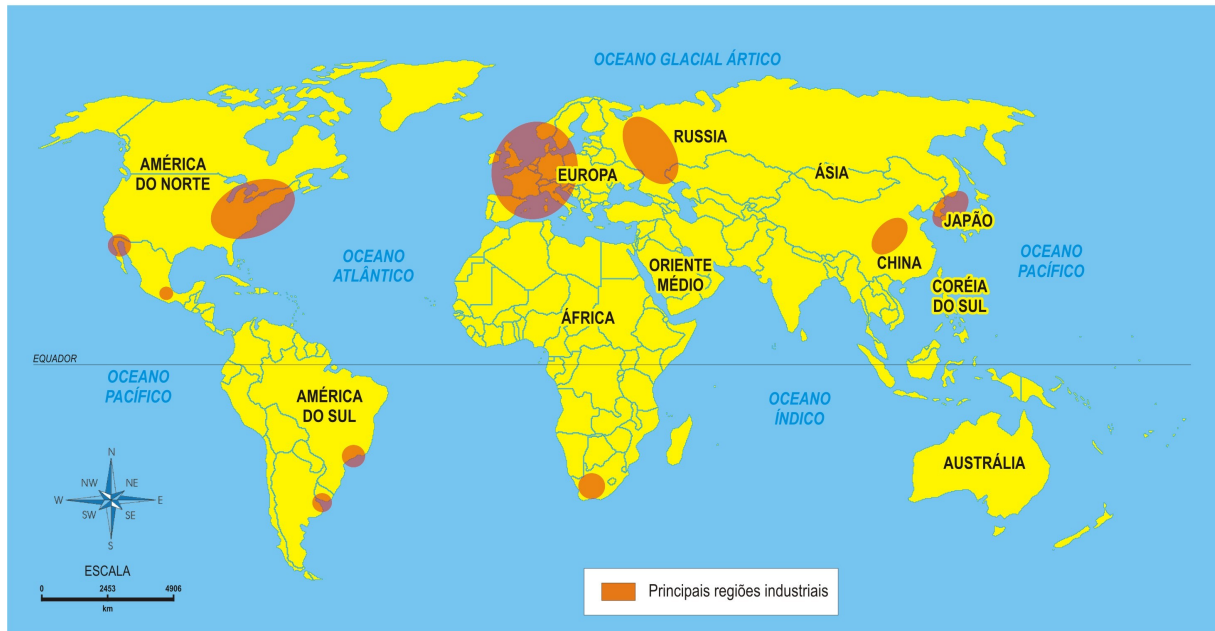 OCEANO GLACIAL ÁRTICO
AMÉRICA
DO NORTE
EUROPA
RUSSIA
ÁSIA
JAPÃO
CHINA
CORÉIA
DO SUL
ORIENTE
MÉDIO
OCEANO
ATLÂNTICO
OCEANO
PACÍFICO
ÁFRICA
EQUADOR
OCEANO
PACÍFICO
AMÉRICA
DO SUL
OCEANO
ÍNDICO
AUSTRÁLIA
N
NW NE
W E
SW SE
S
ESCALA
0 2453 4906
km
Principais regiões industriais